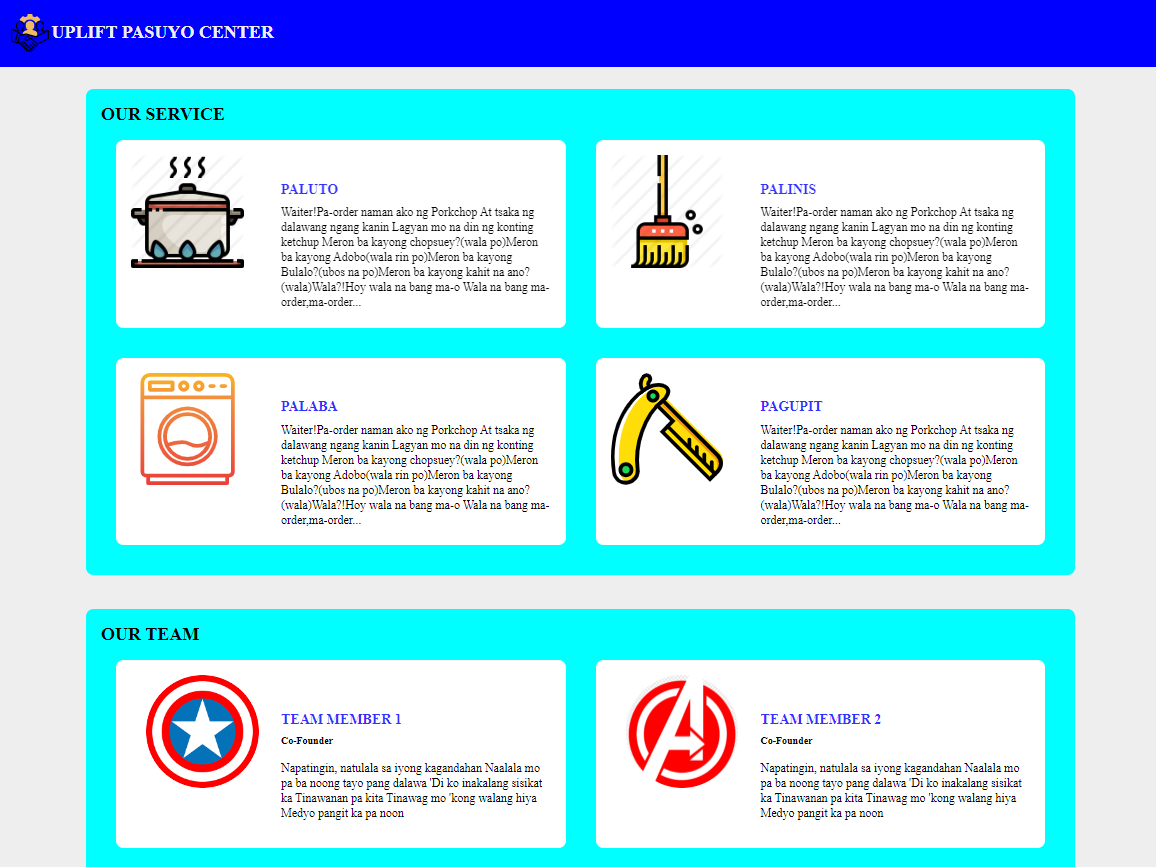 UPLIFT PASUYO CENTER
OUR SERVICE
PALUTO
Waiter!Pa-order naman ako ng Porkchop At tsaka ng
dalawang ngang kanin Lagyan mo na din ng konting
ketchup Meron ba kayong chopsuey?(wala po)Meron
ba kayong Adobo(wala rin po)Meron ba kayong
Bulalo?(ubos na po)Meron ba kayong kahit na ano?
(wala)Wala?!Hoy wala na bang ma-o Wala na bang ma-
order,ma-order...
PALINIS
Waiter!Pa-order naman ako ng Porkchop At tsaka ng
dalawang ngang kanin Lagyan mo na din ng konting
ketchup Meron ba kayong chopsuey?(wala po)Meron
ba kayong Adobo(wala rin po)Meron ba kayong
Bulalo?(ubos na po)Meron ba kayong kahit na ano?
(wala)Wala?!Hoy wala na bang ma-o Wala na bang ma-
order,ma-order...
PALABA
Waiter!Pa-order naman ako ng Porkchop At tsaka ng
dalawang ngang kanin Lagyan mo na din ng konting
ketchup Meron ba kayong chopsuey?(wala po)Meron
ba kayong Adobo(wala rin po)Meron ba kayong
Bulalo?(ubos na po)Meron ba kayong kahit na ano?
(wala)Wala?!Hoy wala na bang ma-o Wala na bang ma-
order,ma-order...
PAGUPIT
Waiter!Pa-order naman ako ng Porkchop At tsaka ng
dalawang ngang kanin Lagyan mo na din ng konting
ketchup Meron ba kayong chopsuey?(wala po)Meron
ba kayong Adobo(wala rin po)Meron ba kayong
Bulalo?(ubos na po)Meron ba kayong kahit na ano?
(wala)Wala?!Hoy wala na bang ma-o Wala na bang ma-
order,ma-order...
OUR TEAM
TEAM MEMBER 1
Co-Founder
Napatingin, natulala sa iyong kagandahan Naalala mo
pa ba noong tayo pang dalawa 'Di ko inakalang sisikat
ka Tinawanan pa kita Tinawag mo 'kong walang hiya
Medyo pangit ka pa noon
TEAM MEMBER 2
Co-Founder
Napatingin, natulala sa iyong kagandahan Naalala mo
pa ba noong tayo pang dalawa 'Di ko inakalang sisikat
ka Tinawanan pa kita Tinawag mo 'kong walang hiya
Medyo pangit ka pa noon